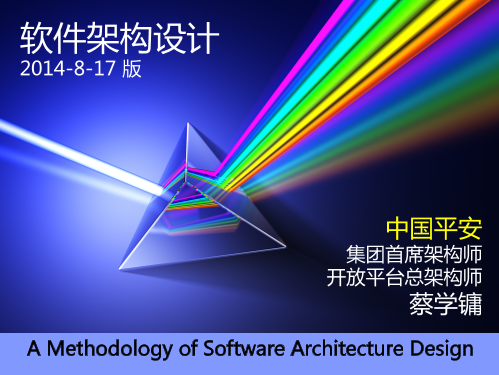 软件架构设计
2014-8-17 版
中国平安
集团首席架构师
开放平台总架构师
蔡学镛
A Methodology of Software Architecture Design